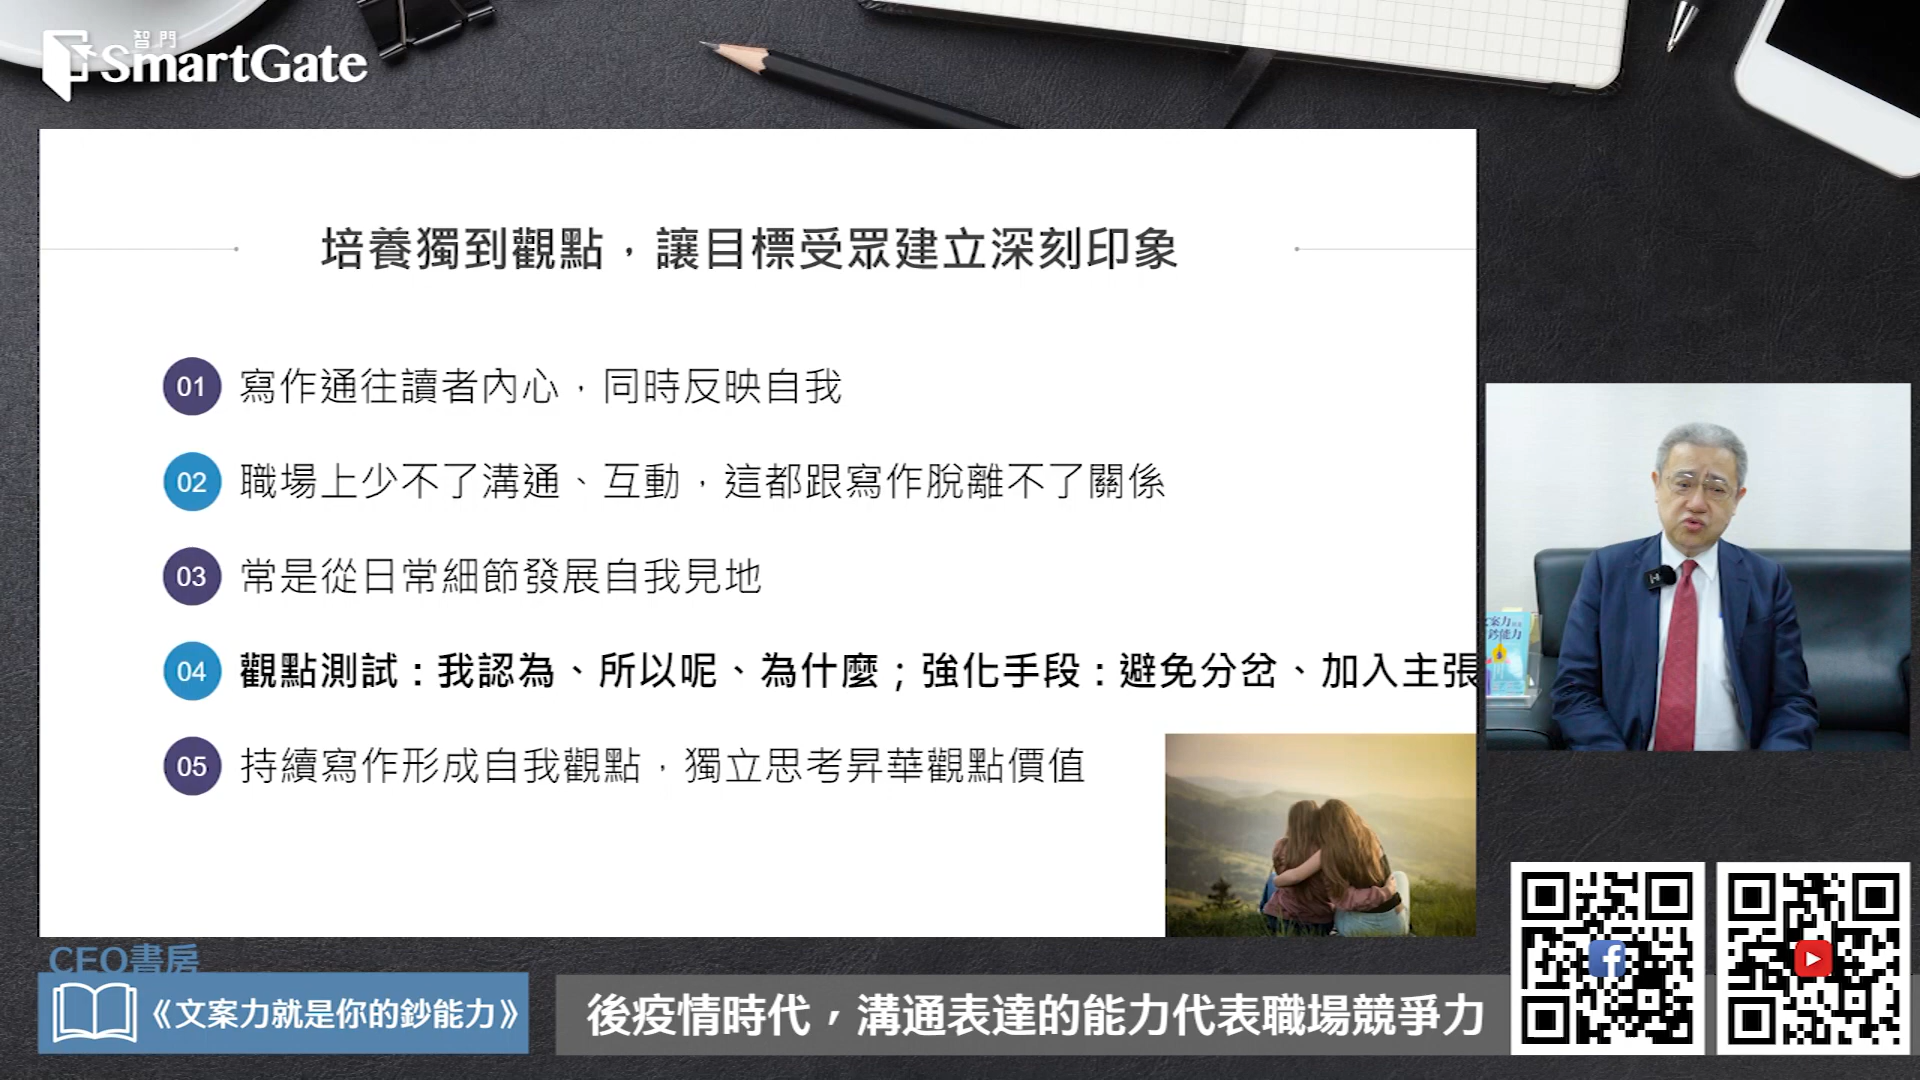 智門
SmartGate
培養獨到觀點，讓目標受眾建立深刻印象
01 寫作通往讀者內心，同時反映自我
02 職場上少不了溝通、互動，這都跟寫作脫離不了關係
03 常是從日常細節發展自我見地
04 觀點測試：我認為、所以呢、為什麼；強化手段：避免分岔、加入主張
05 持續寫作形成自我觀點，獨立思考昇華觀點價值
文案力就是
鈔能力
CEO書房
《文案力就是你的鈔能力》
後疫情時代，溝通表達的能力代表職場競爭力